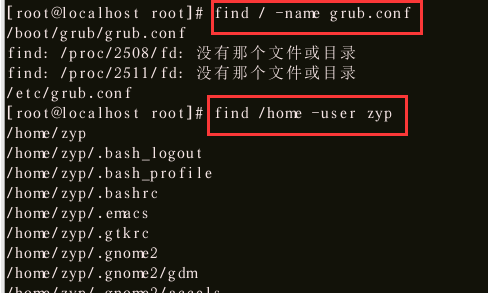 [root@localhost root]# find / -name grub.conf
/boot/grub/grub.conf
find: /proc/2508/fd: 没有那个文件或目录
find: /proc/2511/fd: 没有那个文件或目录
/etc/grub.conf
[root@localhost root]# find /home -user zyp
/home/zyp
/home/zyp/.bash_logout
/home/zyp/.bash_profile
/home/zyp/.bashrc
/home/zyp/.emacs
/home/zyp/.gtkrc
/home/zyp/.gnome2
/home/zyp/.gnome2/gdm
/home/zyp/.gnome2/accels